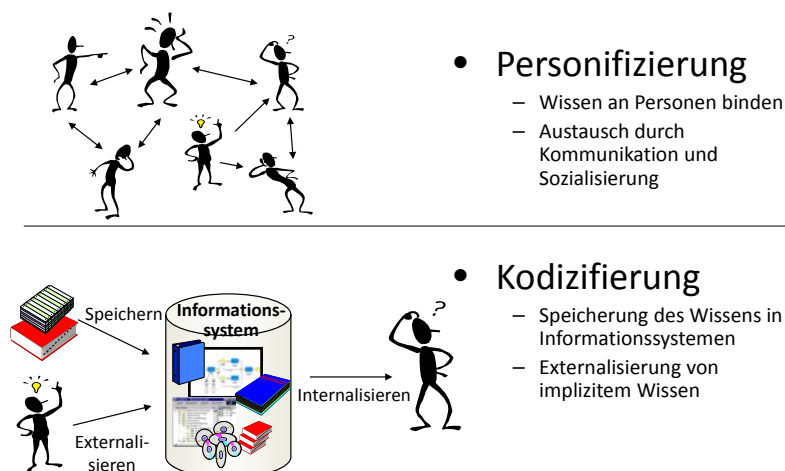 ?
• Personifizierung
– Wissen an Personen binden
– Austausch durch
Kommunikation und
Sozialisierung
• Kodizifierung
– Speicherung des Wissens in
Informationssystemen
– Externalisierung von
implizitem Wissen
Speichern
Informations-
system
?
Internalisieren
Externali-
sieren